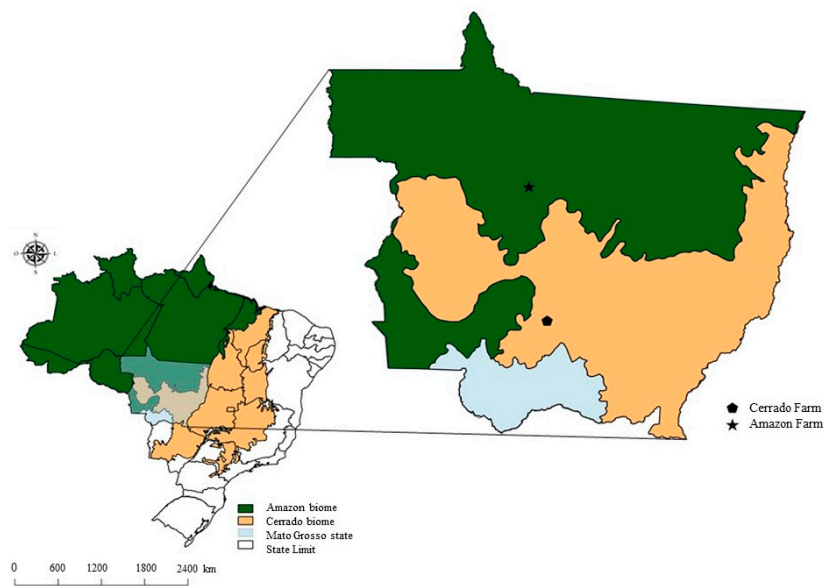 N
O L
S
Cerrado Farm
Amazon Farm
Amazon biome
Cerrado biome
Mato Grosso state
State Limit
0 600 1200 1800 2400 km